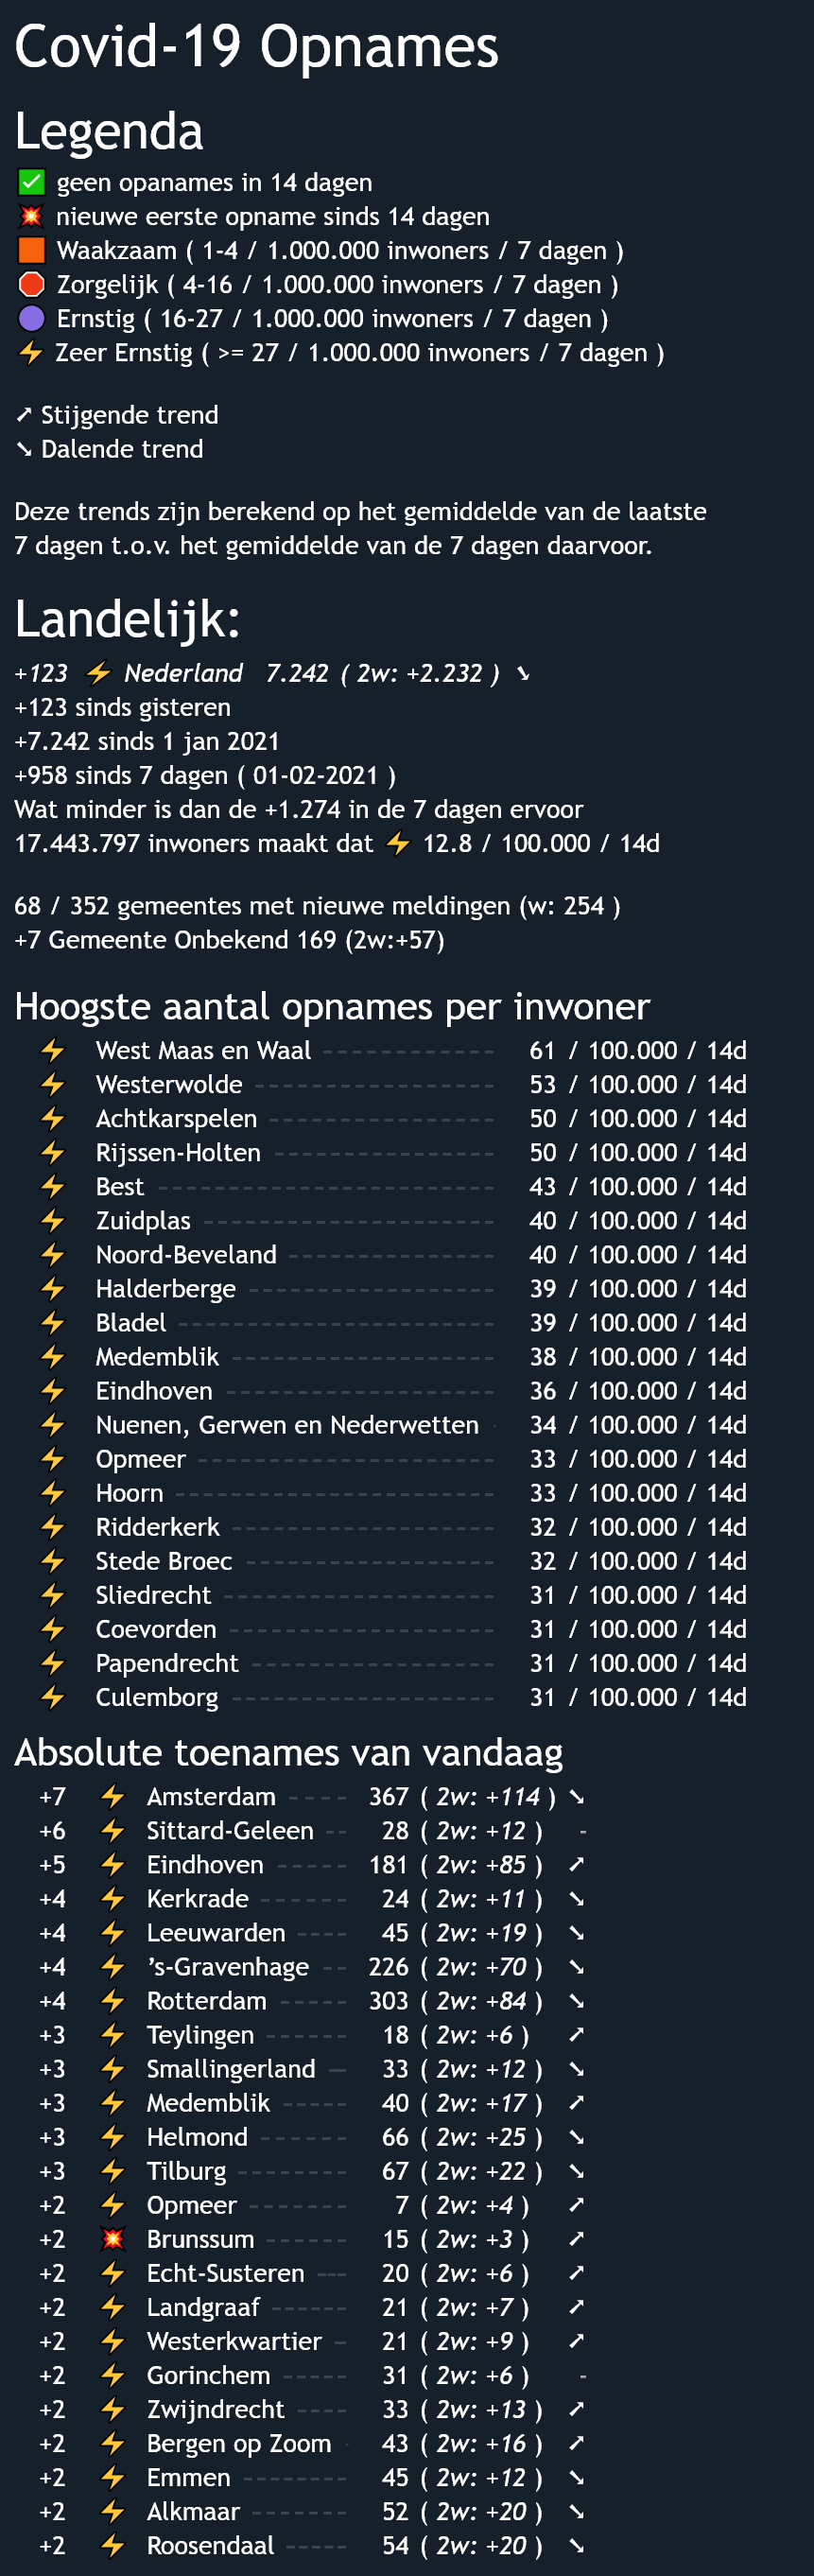 Covid-19 Opnames
Legenda
✅ geen opanames in 14 dagen
💥 nieuwe eerste opname sinds 14 dagen
🟧 Waakzaam ( 1-4 / 1.000.000 inwoners / 7 dagen )
🛑 Zorgelijk ( 4-16 / 1.000.000 inwoners / 7 dagen )
🟣 Ernstig ( 16-27 / 1.000.000 inwoners / 7 dagen )
⚡ Zeer Ernstig ( >= 27 / 1.000.000 inwoners / 7 dagen )
➚ Stijgende trend
➘ Dalende trend
Deze trends zijn berekend op het gemiddelde van de laatste
7 dagen t.o.v. het gemiddelde van de 7 dagen daarvoor.
Landelijk:
+123 ⚡ Nederland 7.242 ( 2w: +2.232 ) ➘
+123 sinds gisteren
+7.242 sinds 1 jan 2021
+958 sinds 7 dagen ( 01-02-2021 )
Wat minder is dan de +1.274 in de 7 dagen ervoor
17.443.797 inwoners maakt dat ⚡ 12.8 / 100.000 / 14d
68 / 352 gemeentes met nieuwe meldingen (w: 254 )
+7 Gemeente Onbekend 169 (2w:+57)
Hoogste aantal opnames per inwoner
⚡ West Maas en Waal 61 / 100.000 / 14d
⚡ Westerwolde 53 / 100.000 / 14d
⚡ Achtkarspelen 50 / 100.000 / 14d
⚡ Rijssen-Holten 50 / 100.000 / 14d
⚡ Best 43 / 100.000 / 14d
⚡ Zuidplas 40 / 100.000 / 14d
⚡ Noord-Beveland 40 / 100.000 / 14d
⚡ Halderberge 39 / 100.000 / 14d
⚡ Bladel 39 / 100.000 / 14d
⚡ Medemblik 38 / 100.000 / 14d
⚡ Eindhoven 36 / 100.000 / 14d
⚡ Nuenen, Gerwen en Nederwetten 34 / 100.000 / 14d
⚡ Opmeer 33 / 100.000 / 14d
⚡ Hoorn 33 / 100.000 / 14d
⚡ Ridderkerk 32 / 100.000 / 14d
⚡ Stede Broec 32 / 100.000 / 14d
⚡ Sliedrecht 31 / 100.000 / 14d
⚡ Coevorden 31 / 100.000 / 14d
⚡ Papendrecht 31 / 100.000 / 14d
⚡ Culemborg 31 / 100.000 / 14d
Absolute toenames van vandaag
+7 ⚡ Amsterdam 367 ( 2w: +114 ) ➘
+6 ⚡ Sittard-Geleen 28 ( 2w: +12 ) -
+5 ⚡ Eindhoven 181 ( 2w: +85 ) ➚
+4 ⚡ Kerkrade 24 ( 2w: +11 ) ➘
+4 ⚡ Leeuwarden 45 ( 2w: +19 ) ➘
+4 ⚡ ’s-Gravenhage 226 ( 2w: +70 ) ➘
+4 ⚡ Rotterdam 303 ( 2w: +84 ) ➘
+3 ⚡ Teylingen 18 ( 2w: +6 ) ➚
+3 ⚡ Smallingerland 33 ( 2w: +12 ) ➘
+3 ⚡ Medemblik 40 ( 2w: +17 ) ➚
+3 ⚡ Helmond 66 ( 2w: +25 ) ➘
+3 ⚡ Tilburg 67 ( 2w: +22 ) ➘
+2 ⚡ Opmeer 7 ( 2w: +4 ) ➚
+2 💥 Brunssum 15 ( 2w: +3 ) ➚
+2 ⚡ Echt-Susteren 20 ( 2w: +6 ) ➚
+2 ⚡ Landgraaf 21 ( 2w: +7 ) ➚
+2 ⚡ Westerkwartier 21 ( 2w: +9 ) ➚
+2 ⚡ Gorinchem 31 ( 2w: +6 ) -
+2 ⚡ Zwijndrecht 33 ( 2w: +13 ) ➚
+2 ⚡ Bergen op Zoom 43 ( 2w: +16 ) ➚
+2 ⚡ Emmen 45 ( 2w: +12 ) ➘
+2 ⚡ Alkmaar 52 ( 2w: +20 ) ➘
+2 ⚡ Roosendaal 54 ( 2w: +20 ) ➘